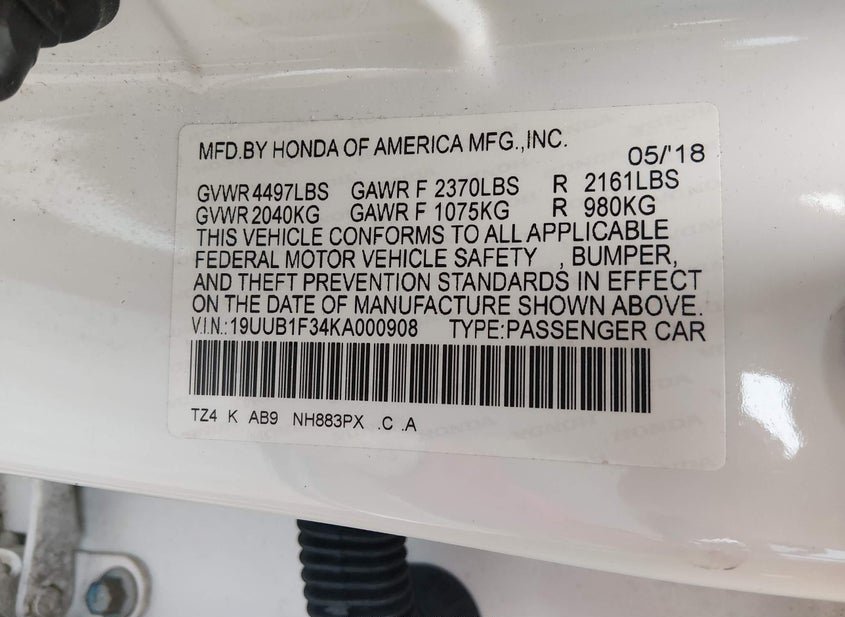 MFD.BY HONDA OF AMERICA MFG.,INC. 05/'18
GVWR 4497LBS GAWR F 2370LBS R 2161LBS
GVWR 2040KG GAWR F 1075KG R 980KG
THIS VEHICLE CONFORMS TO ALL APPLICABLE
FEDERAL MOTOR VEHICLE SAFETY , BUMPER,
AND THEFT PREVENTION STANDARDS IN EFFECT
ON THE DATE OF MANUFACTURE SHOWN ABOVE.
V.I.N.:19UUB1F34KA000908 TYPE:PASSENGER CAR
TZ4 K AB9 NH883PX .C .A